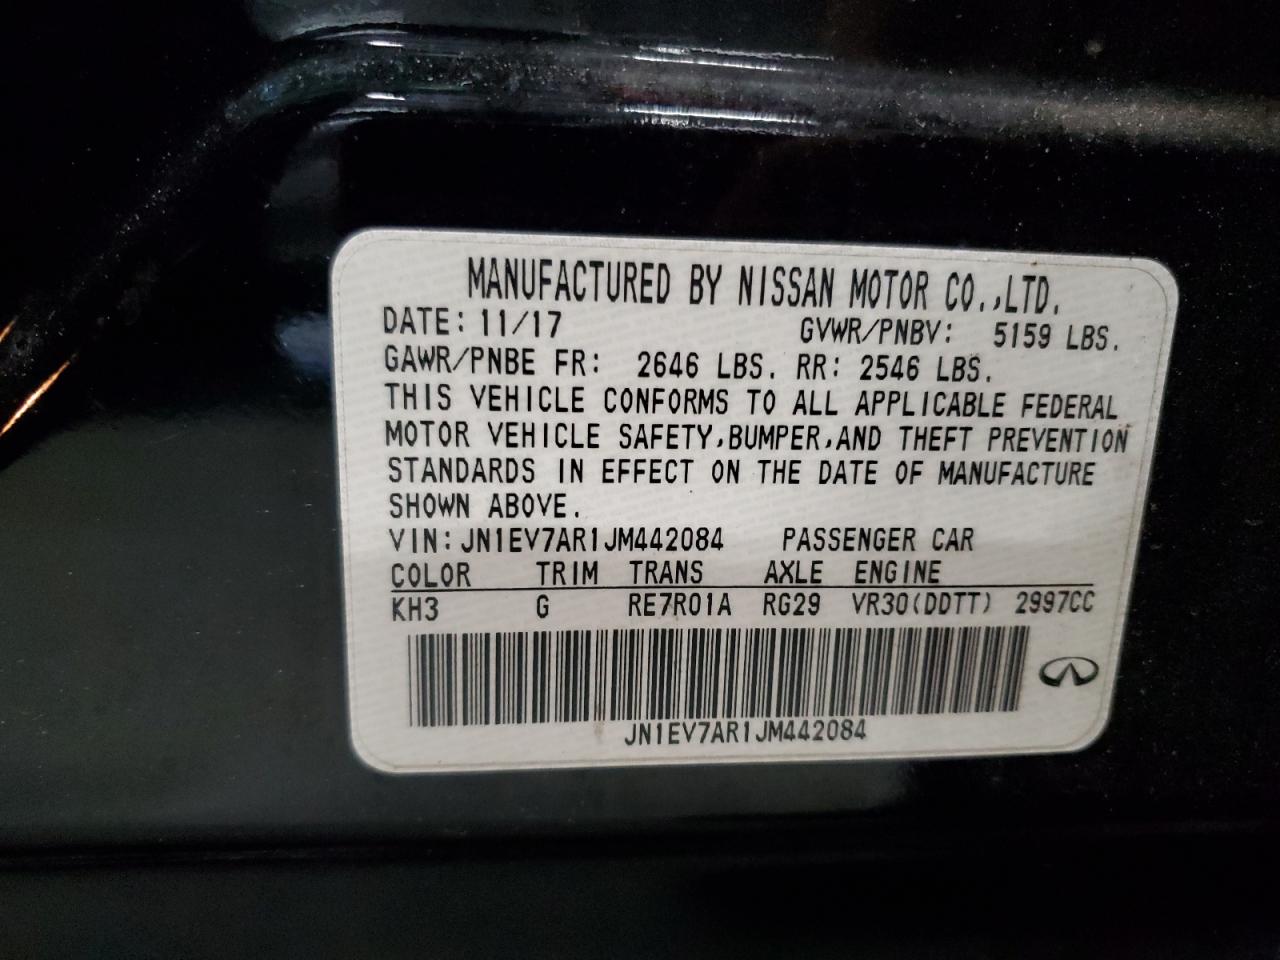 MANUFACTURED BY NISSAN MOTOR CO.,LTD.
DATE: 11/17 GVWR/PNBV: 5159 LBS.
GAWR/PNBE FR: 2646 LBS. RR: 2546 LBS.
THIS VEHICLE CONFORMS TO ALL APPLICABLE FEDERAL
MOTOR VEHICLE SAFETY,BUMPER,AND THEFT PREVENTION
STANDARDS IN EFFECT ON THE DATE OF MANUFACTURE
SHOWN ABOVE.
VIN: JN1EV7AR1JM442084 PASSENGER CAR
COLOR TRIM TRANS AXLE ENGINE
KH3 G RE7R01A RG29 VR30(DDTT) 2997CC
JN1EV7AR1JM442084